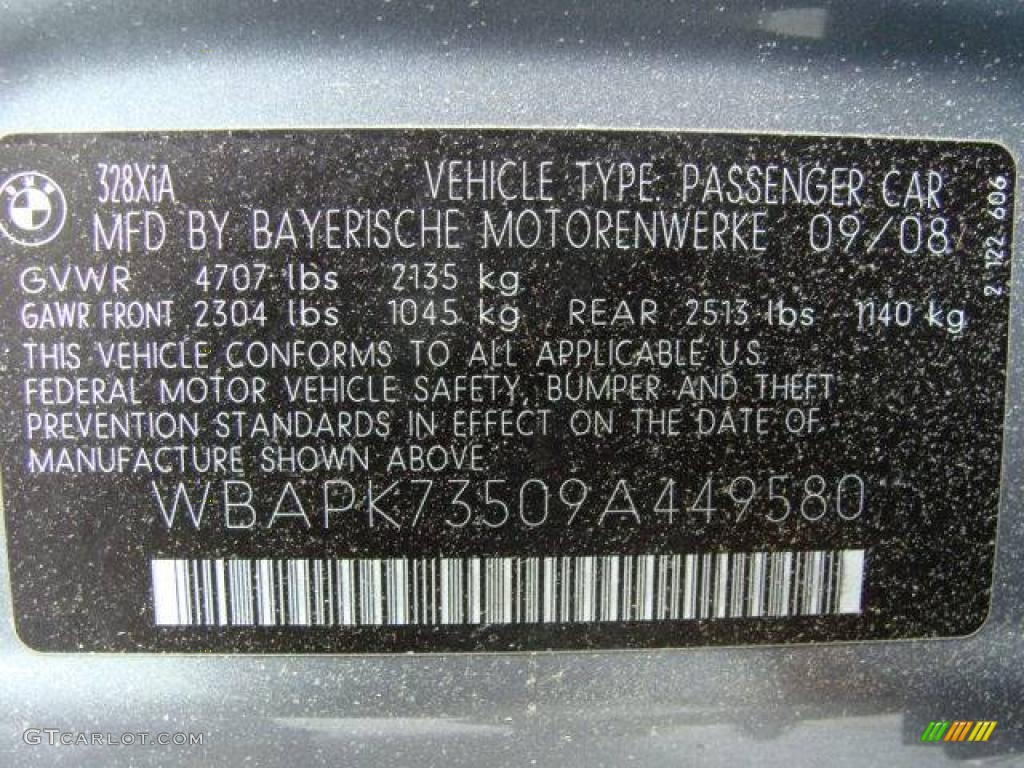 328XiA VEHICLE TYPE: PASSENGER CAR
MFD BY BAYERISCHE MOTORENWERKE 09/08
GVWR 4707 lbs 2135 kg
GAWR FRONT 2304 lbs 1045 kg REAR 2513 lbs 1140 kg
THIS VEHICLE CONFORMS TO ALL APPLICABLE U.S.
FEDERAL MOTOR VEHICLE SAFETY, BUMPER AND THEFT
PREVENTION STANDARDS IN EFFECT ON THE DATE OF
MANUFACTURE SHOWN ABOVE
WBAPK73509A449580
2 122 606
BMW
GTCARLOT.COM